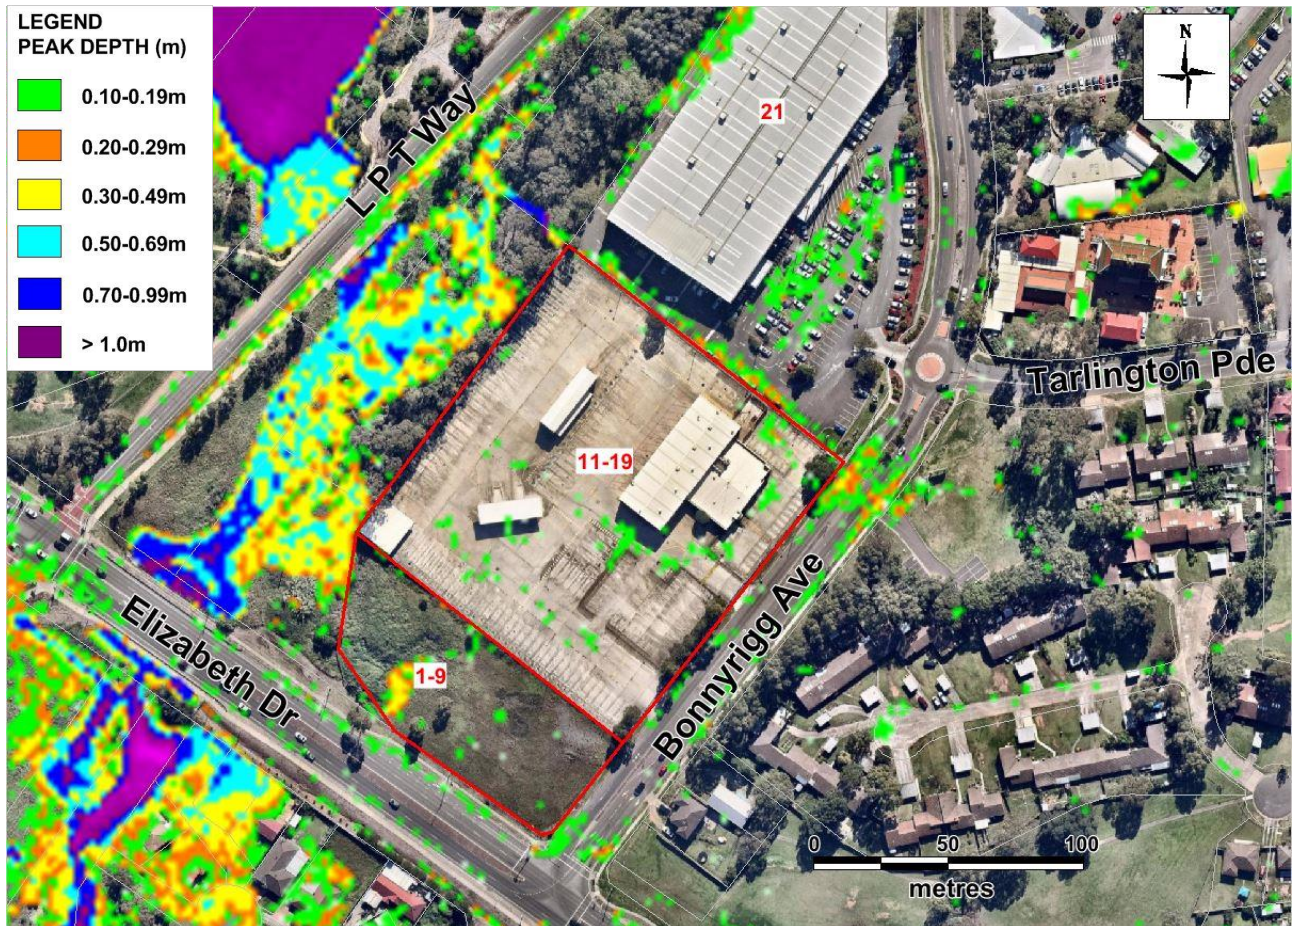 LEGEND
PEAK DEPTH (m)
0.10-0.19m
0.20-0.29m
0.30-0.49m
0.50-0.69m
0.70-0.99m
> 1.0m
N
L P T Way
21
Tarlington Pde
11-19
Elizabeth Dr
1-9
Bonnyrigg Ave
0 50 100
metres